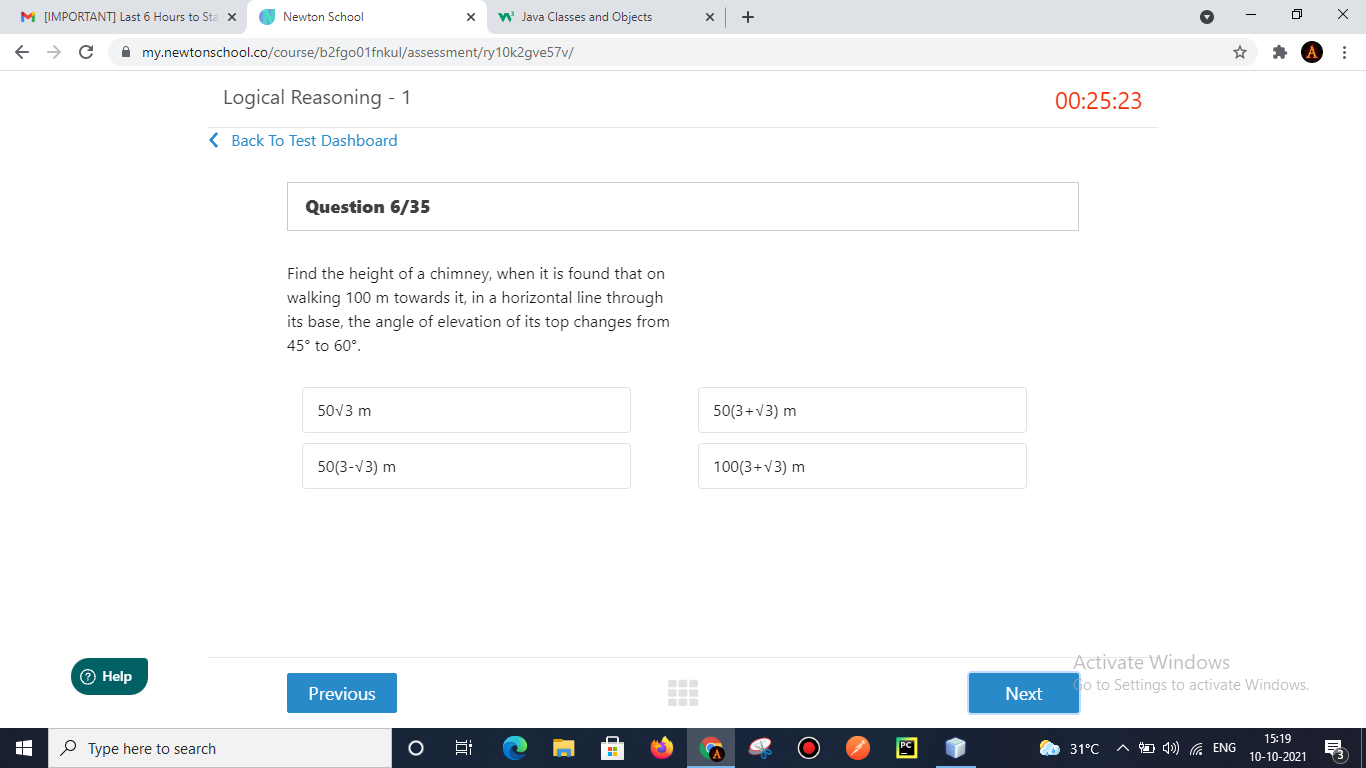 [IMPORTANT] Last 6 Hours to Sta
Newton School
Java Classes and Objects
my.newtonschool.co/course/b2fgo01fnkul/assessment/ry10k2gve57v/
A
Logical Reasoning - 1
00:25:23
Back To Test Dashboard
Question 6/35
Find the height of a chimney, when it is found that on
walking 100 m towards it, in a horizontal line through
its base, the angle of elevation of its top changes from
45° to 60°.
50√3 m
50(3+√3) m
50(3-√3) m
100(3+√3) m
Activate Windows
Go to Settings to activate Windows.
Help
Previous
Next
Type here to search
A
PC
31°C
ENG
15:19
10-10-2021
3